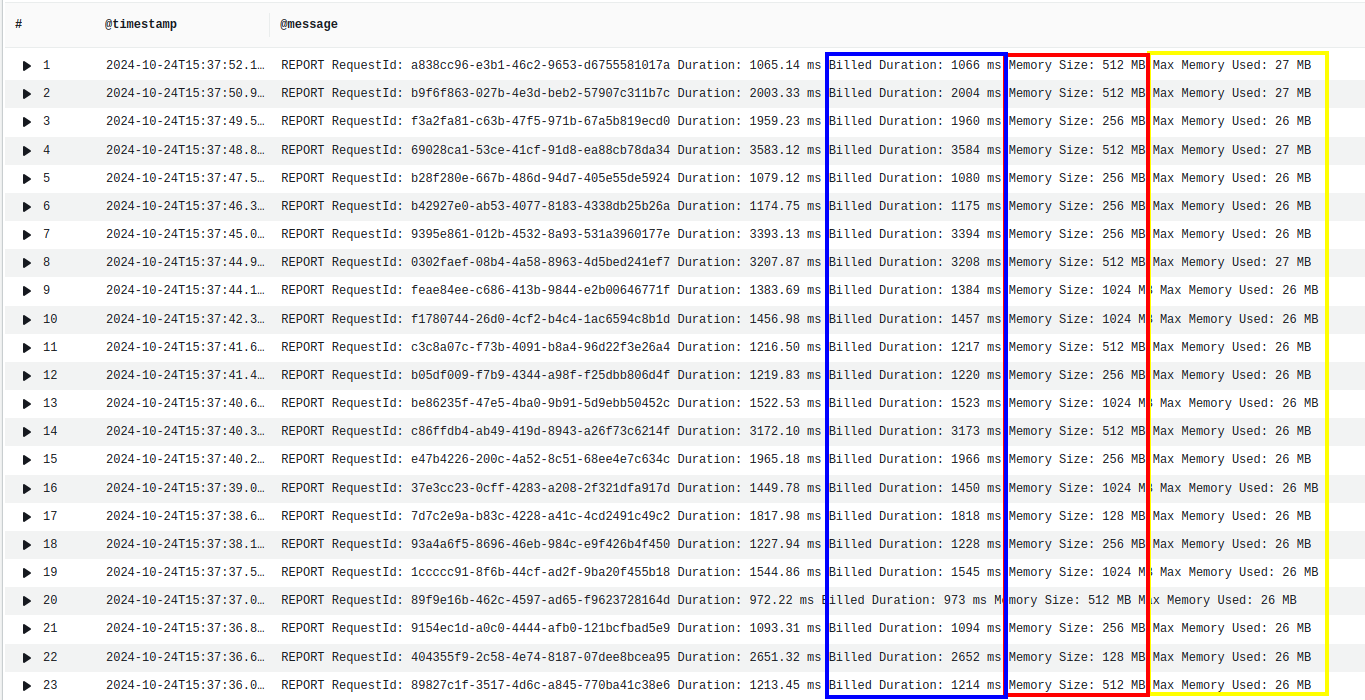 # @timestamp @message
1 2024-10-24T15:37:52.1… REPORT RequestId: a838cc96-e3b1-46c2-9653-d6755581017a Duration: 1065.14 ms Billed Duration: 1066 ms Memory Size: 512 MB Max Memory Used: 27 MB
2 2024-10-24T15:37:50.9… REPORT RequestId: b9f6f863-027b-4e3d-beb2-57907c311b7c Duration: 2003.33 ms Billed Duration: 2004 ms Memory Size: 512 MB Max Memory Used: 27 MB
3 2024-10-24T15:37:49.5… REPORT RequestId: f3a2fa81-c63b-47f5-971b-67a5b819ecd0 Duration: 1959.23 ms Billed Duration: 1960 ms Memory Size: 256 MB Max Memory Used: 26 MB
4 2024-10-24T15:37:48.8… REPORT RequestId: 69028ca1-53ce-41cf-91d8-ea88cb78da34 Duration: 3583.12 ms Billed Duration: 3584 ms Memory Size: 512 MB Max Memory Used: 27 MB
5 2024-10-24T15:37:47.5… REPORT RequestId: b28f280e-667b-486d-94d7-405e55de5924 Duration: 1079.12 ms Billed Duration: 1080 ms Memory Size: 256 MB Max Memory Used: 26 MB
6 2024-10-24T15:37:46.3… REPORT RequestId: b42927e0-ab53-4077-8183-4338db25b26a Duration: 1174.75 ms Billed Duration: 1175 ms Memory Size: 256 MB Max Memory Used: 26 MB
7 2024-10-24T15:37:45.0… REPORT RequestId: 9395e861-012b-4532-8a93-531a3960177e Duration: 3393.13 ms Billed Duration: 3394 ms Memory Size: 256 MB Max Memory Used: 26 MB
8 2024-10-24T15:37:44.9… REPORT RequestId: 0302faef-08b4-4a58-8963-4d5bed241ef7 Duration: 3207.87 ms Billed Duration: 3208 ms Memory Size: 512 MB Max Memory Used: 27 MB
9 2024-10-24T15:37:44.1… REPORT RequestId: feae84ee-c686-413b-9844-e2b00646771f Duration: 1383.69 ms Billed Duration: 1384 ms Memory Size: 1024 MB Max Memory Used: 26 MB
10 2024-10-24T15:37:42.3… REPORT RequestId: f1780744-26d0-4cf2-b4c4-1ac6594c8b1d Duration: 1456.98 ms Billed Duration: 1457 ms Memory Size: 1024 MB Max Memory Used: 26 MB
11 2024-10-24T15:37:41.6… REPORT RequestId: c3c8a07c-f73b-4091-b8a4-96d22f3e26a4 Duration: 1216.50 ms Billed Duration: 1217 ms Memory Size: 512 MB Max Memory Used: 26 MB
12 2024-10-24T15:37:41.4… REPORT RequestId: b05df009-f7b9-4344-a98f-f25dbb806d4f Duration: 1219.83 ms Billed Duration: 1220 ms Memory Size: 256 MB Max Memory Used: 26 MB
13 2024-10-24T15:37:40.6… REPORT RequestId: be86235f-47e5-4ba0-9b91-5d9ebb50452c Duration: 1522.53 ms Billed Duration: 1523 ms Memory Size: 1024 MB Max Memory Used: 26 MB
14 2024-10-24T15:37:40.3… REPORT RequestId: c86ffdb4-ab49-419d-8943-a26f73c6214f Duration: 3172.10 ms Billed Duration: 3173 ms Memory Size: 512 MB Max Memory Used: 26 MB
15 2024-10-24T15:37:40.2… REPORT RequestId: e47b4226-200c-4a52-8c51-68ee4e7c634c Duration: 1965.18 ms Billed Duration: 1966 ms Memory Size: 256 MB Max Memory Used: 26 MB
16 2024-10-24T15:37:39.0… REPORT RequestId: 37e3cc23-0cff-4283-a208-2f321dfa917d Duration: 1449.78 ms Billed Duration: 1450 ms Memory Size: 1024 MB Max Memory Used: 26 MB
17 2024-10-24T15:37:38.6… REPORT RequestId: 7d7c2e9a-b83c-4228-a41c-4cd2491c49c2 Duration: 1817.98 ms Billed Duration: 1818 ms Memory Size: 128 MB Max Memory Used: 26 MB
18 2024-10-24T15:37:38.1… REPORT RequestId: 93a4a6f5-8696-46eb-984c-e9f426b4f450 Duration: 1227.94 ms Billed Duration: 1228 ms Memory Size: 256 MB Max Memory Used: 26 MB
19 2024-10-24T15:37:37.5… REPORT RequestId: 1ccccc91-8f6b-44cf-ad2f-9ba20f455b18 Duration: 1544.86 ms Billed Duration: 1545 ms Memory Size: 1024 MB Max Memory Used: 26 MB
20 2024-10-24T15:37:37.0… REPORT RequestId: 89f9e16b-462c-4597-ad65-f9623728164d Duration: 972.22 ms Billed Duration: 973 ms Memory Size: 512 MB Max Memory Used: 26 MB
21 2024-10-24T15:37:36.8… REPORT RequestId: 9154ec1d-a0c0-4444-afb0-121bcfbad5e9 Duration: 1093.31 ms Billed Duration: 1094 ms Memory Size: 256 MB Max Memory Used: 26 MB
22 2024-10-24T15:37:36.6… REPORT RequestId: 404355f9-2c58-4e74-8187-07dee8bcea95 Duration: 2651.32 ms Billed Duration: 2652 ms Memory Size: 128 MB Max Memory Used: 26 MB
23 2024-10-24T15:37:36.0… REPORT RequestId: 89827c1f-3517-4d6c-a845-770ba41c38e6 Duration: 1213.45 ms Billed Duration: 1214 ms Memory Size: 512 MB Max Memory Used: 26 MB